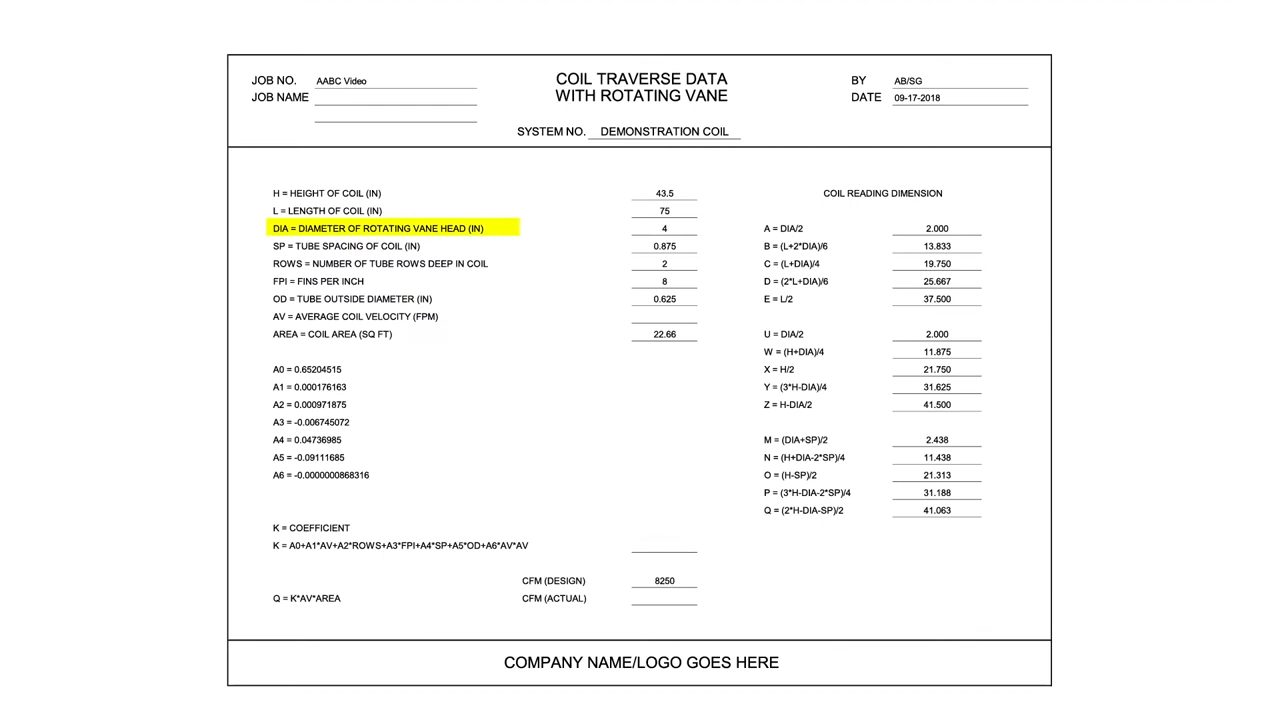 JOB NO. AABC Video
JOB NAME
COIL TRAVERSE DATA
WITH ROTATING VANE
BY AB/SG
DATE 09-17-2018
SYSTEM NO. DEMONSTRATION COIL
H = HEIGHT OF COIL (IN) 43.5
L = LENGTH OF COIL (IN) 75
DIA = DIAMETER OF ROTATING VANE HEAD (IN) 4
SP = TUBE SPACING OF COIL (IN) 0.875
ROWS = NUMBER OF TUBE ROWS DEEP IN COIL 2
FPI = FINS PER INCH 8
OD = TUBE OUTSIDE DIAMETER (IN) 0.625
AV = AVERAGE COIL VELOCITY (FPM)
AREA = COIL AREA (SQ FT) 22.66
A0 = 0.65204515
A1 = 0.000176163
A2 = 0.000971875
A3 = -0.006745072
A4 = 0.04736985
A5 = -0.09111685
A6 = -0.0000000868316
K = COEFFICIENT
K = A0+A1*AV+A2*ROWS+A3*FPI+A4*SP+A5*OD+A6*AV*AV
CFM (DESIGN) 8250
Q = K*AV*AREA CFM (ACTUAL)
COIL READING DIMENSION
A = DIA/2 2.000
B = (L+2*DIA)/6 13.833
C = (L+DIA)/4 19.750
D = (2*L+DIA)/6 25.667
E = L/2 37.500
U = DIA/2 2.000
W = (H+DIA)/4 11.875
X = H/2 21.750
Y = (3*H-DIA)/4 31.625
Z = H-DIA/2 41.500
M = (DIA+SP)/2 2.438
N = (H+DIA-2*SP)/4 11.438
O = (H-SP)/2 21.313
P = (3*H-DIA-2*SP)/4 31.188
Q = (2*H-DIA-SP)/2 41.063
COMPANY NAME/LOGO GOES HERE